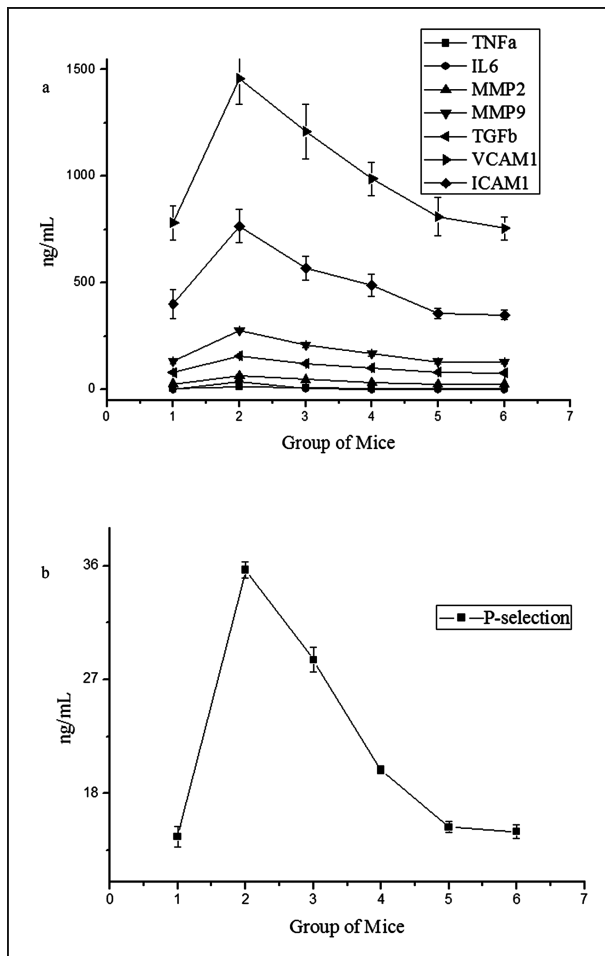 a
TNFa
IL6
MMP2
MMP9
TGFb
VCAM1
ICAM1
1500
1000
500
0
ng/mL
0 1 2 3 4 5 6 7
Group of Mice
b
P-selection
36
27
18
ng/mL
0 1 2 3 4 5 6 7
Group of Mice